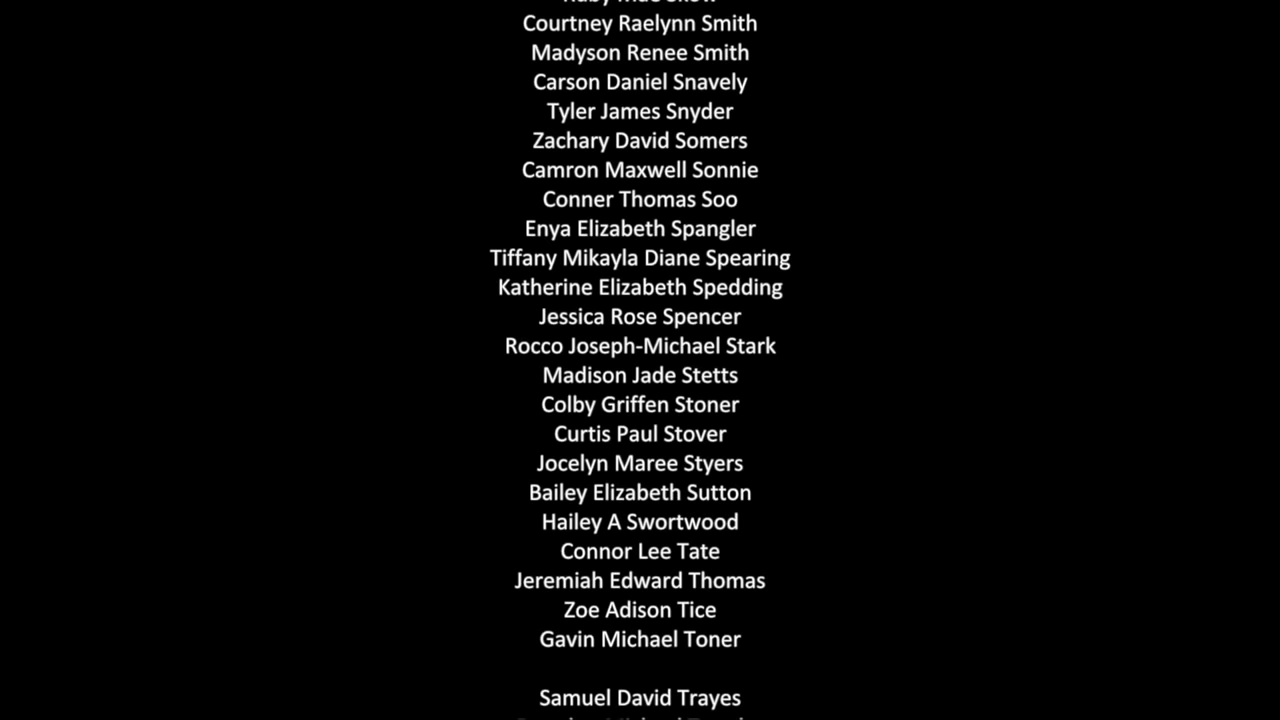 Courtney Raelynn Smith
Madyson Renee Smith
Carson Daniel Snavely
Tyler James Snyder
Zachary David Somers
Camron Maxwell Sonnie
Conner Thomas Soo
Enya Elizabeth Spangler
Tiffany Mikayla Diane Spearing
Katherine Elizabeth Spedding
Jessica Rose Spencer
Rocco Joseph-Michael Stark
Madison Jade Stetts
Colby Griffen Stoner
Curtis Paul Stover
Jocelyn Maree Styers
Bailey Elizabeth Sutton
Hailey A Swortwood
Connor Lee Tate
Jeremiah Edward Thomas
Zoe Adison Tice
Gavin Michael Toner
Samuel David Trayes